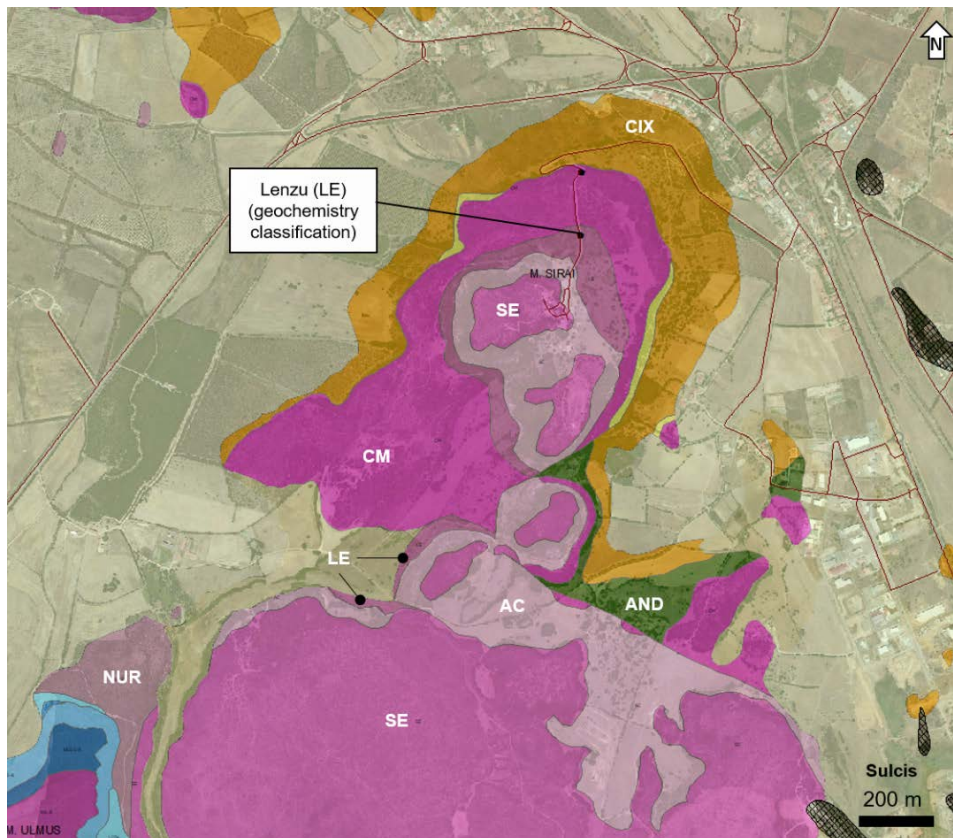 N
CIX
Lenzu (LE)
(geochemistry
classification)
M. SIRAI
SE
CM
LE
AC
AND
NUR
SE
Sulcis
200 m
M. ULMUS